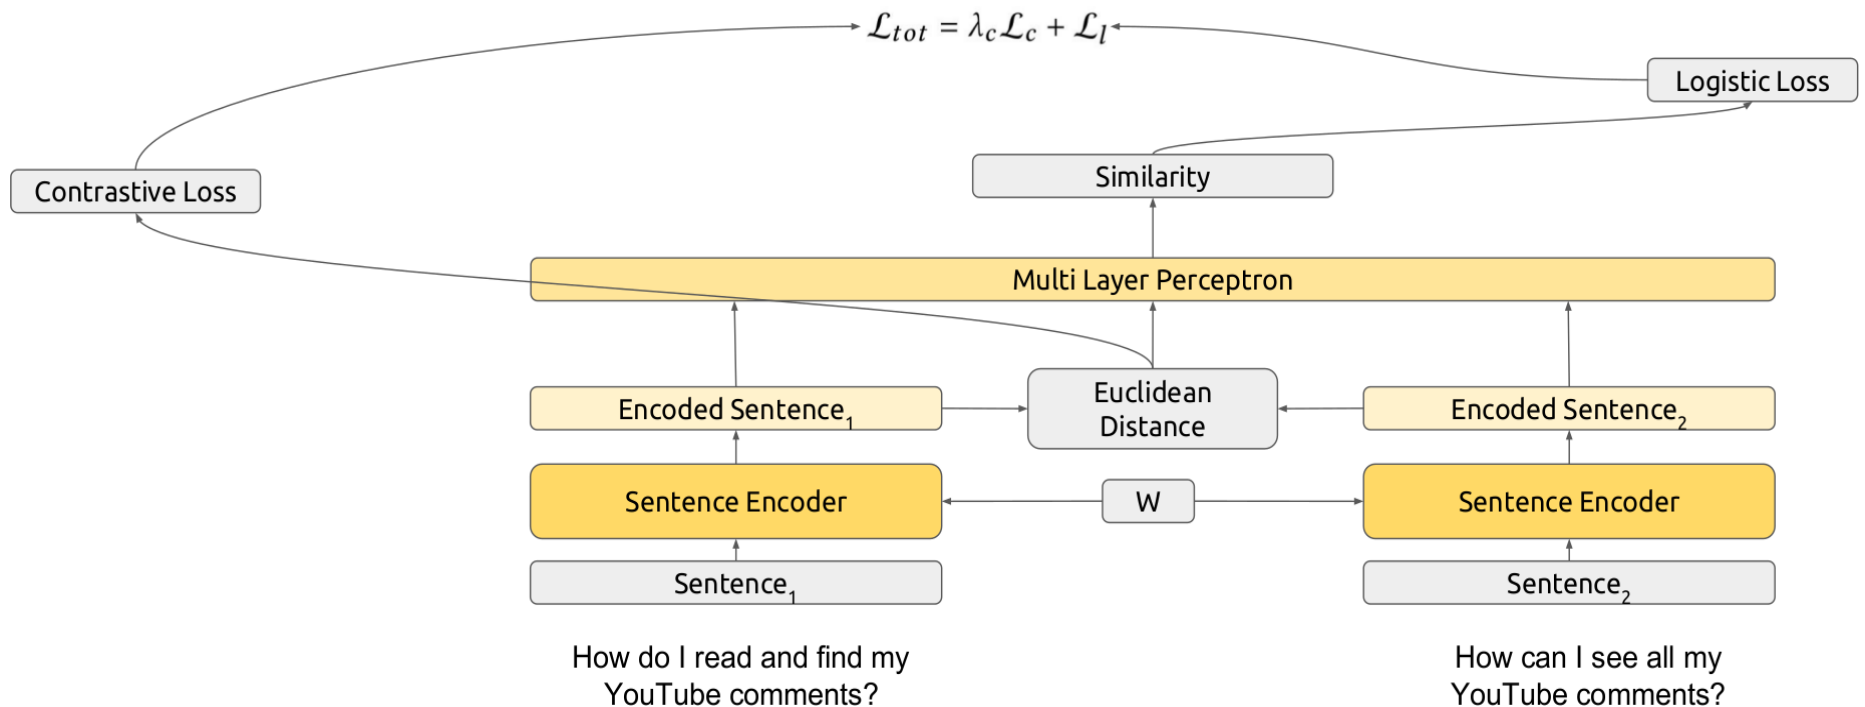 ℒtot = λcℒc + ℒl
Logistic Loss
Similarity
Contrastive Loss
Multi Layer Perceptron
Euclidean
Distance
Encoded Sentence1
Encoded Sentence2
Sentence Encoder
W
Sentence Encoder
Sentence1
Sentence2
How do I read and find my
YouTube comments?
How can I see all my
YouTube comments?